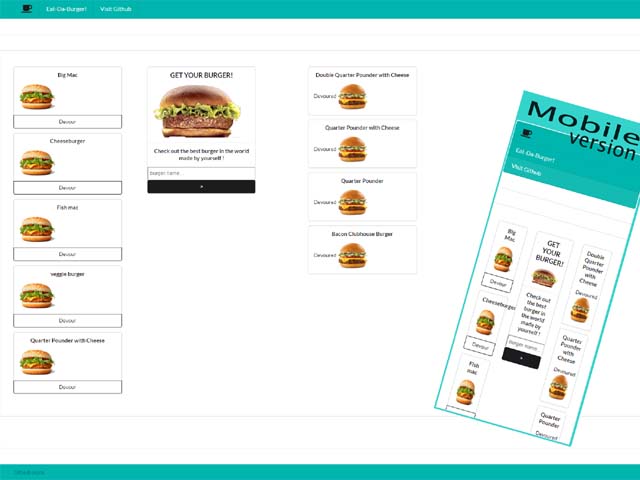 Eat-Da-Burger! Visit Github
Big Mac
Devour
Cheeseburger
Devour
Fish mac
Devour
veggie burger
Devour
Quarter Pounder with Cheese
Devour
GET YOUR BURGER!
Check out the best burger in the world
made by yourself !
burger name
+
Double Quarter Pounder with Cheese
Devoured
Quarter Pounder with Cheese
Devoured
Quarter Pounder
Devoured
Bacon Clubhouse Burger
Devoured
Mobile
version
Eat-Da-Burger!
Visit Github
Big
Mac
Devour
Cheeseburger
Devour
Fish
mac
GET
YOUR
BURGER!
Check out
the best
burger in
the world
made by
yourself !
burger name
+
Double
Quarter
Pounder
with
Cheese
Devoured
Quarter
Pounder
with
Cheese
Devoured
Quarter
Pounder
Devoured